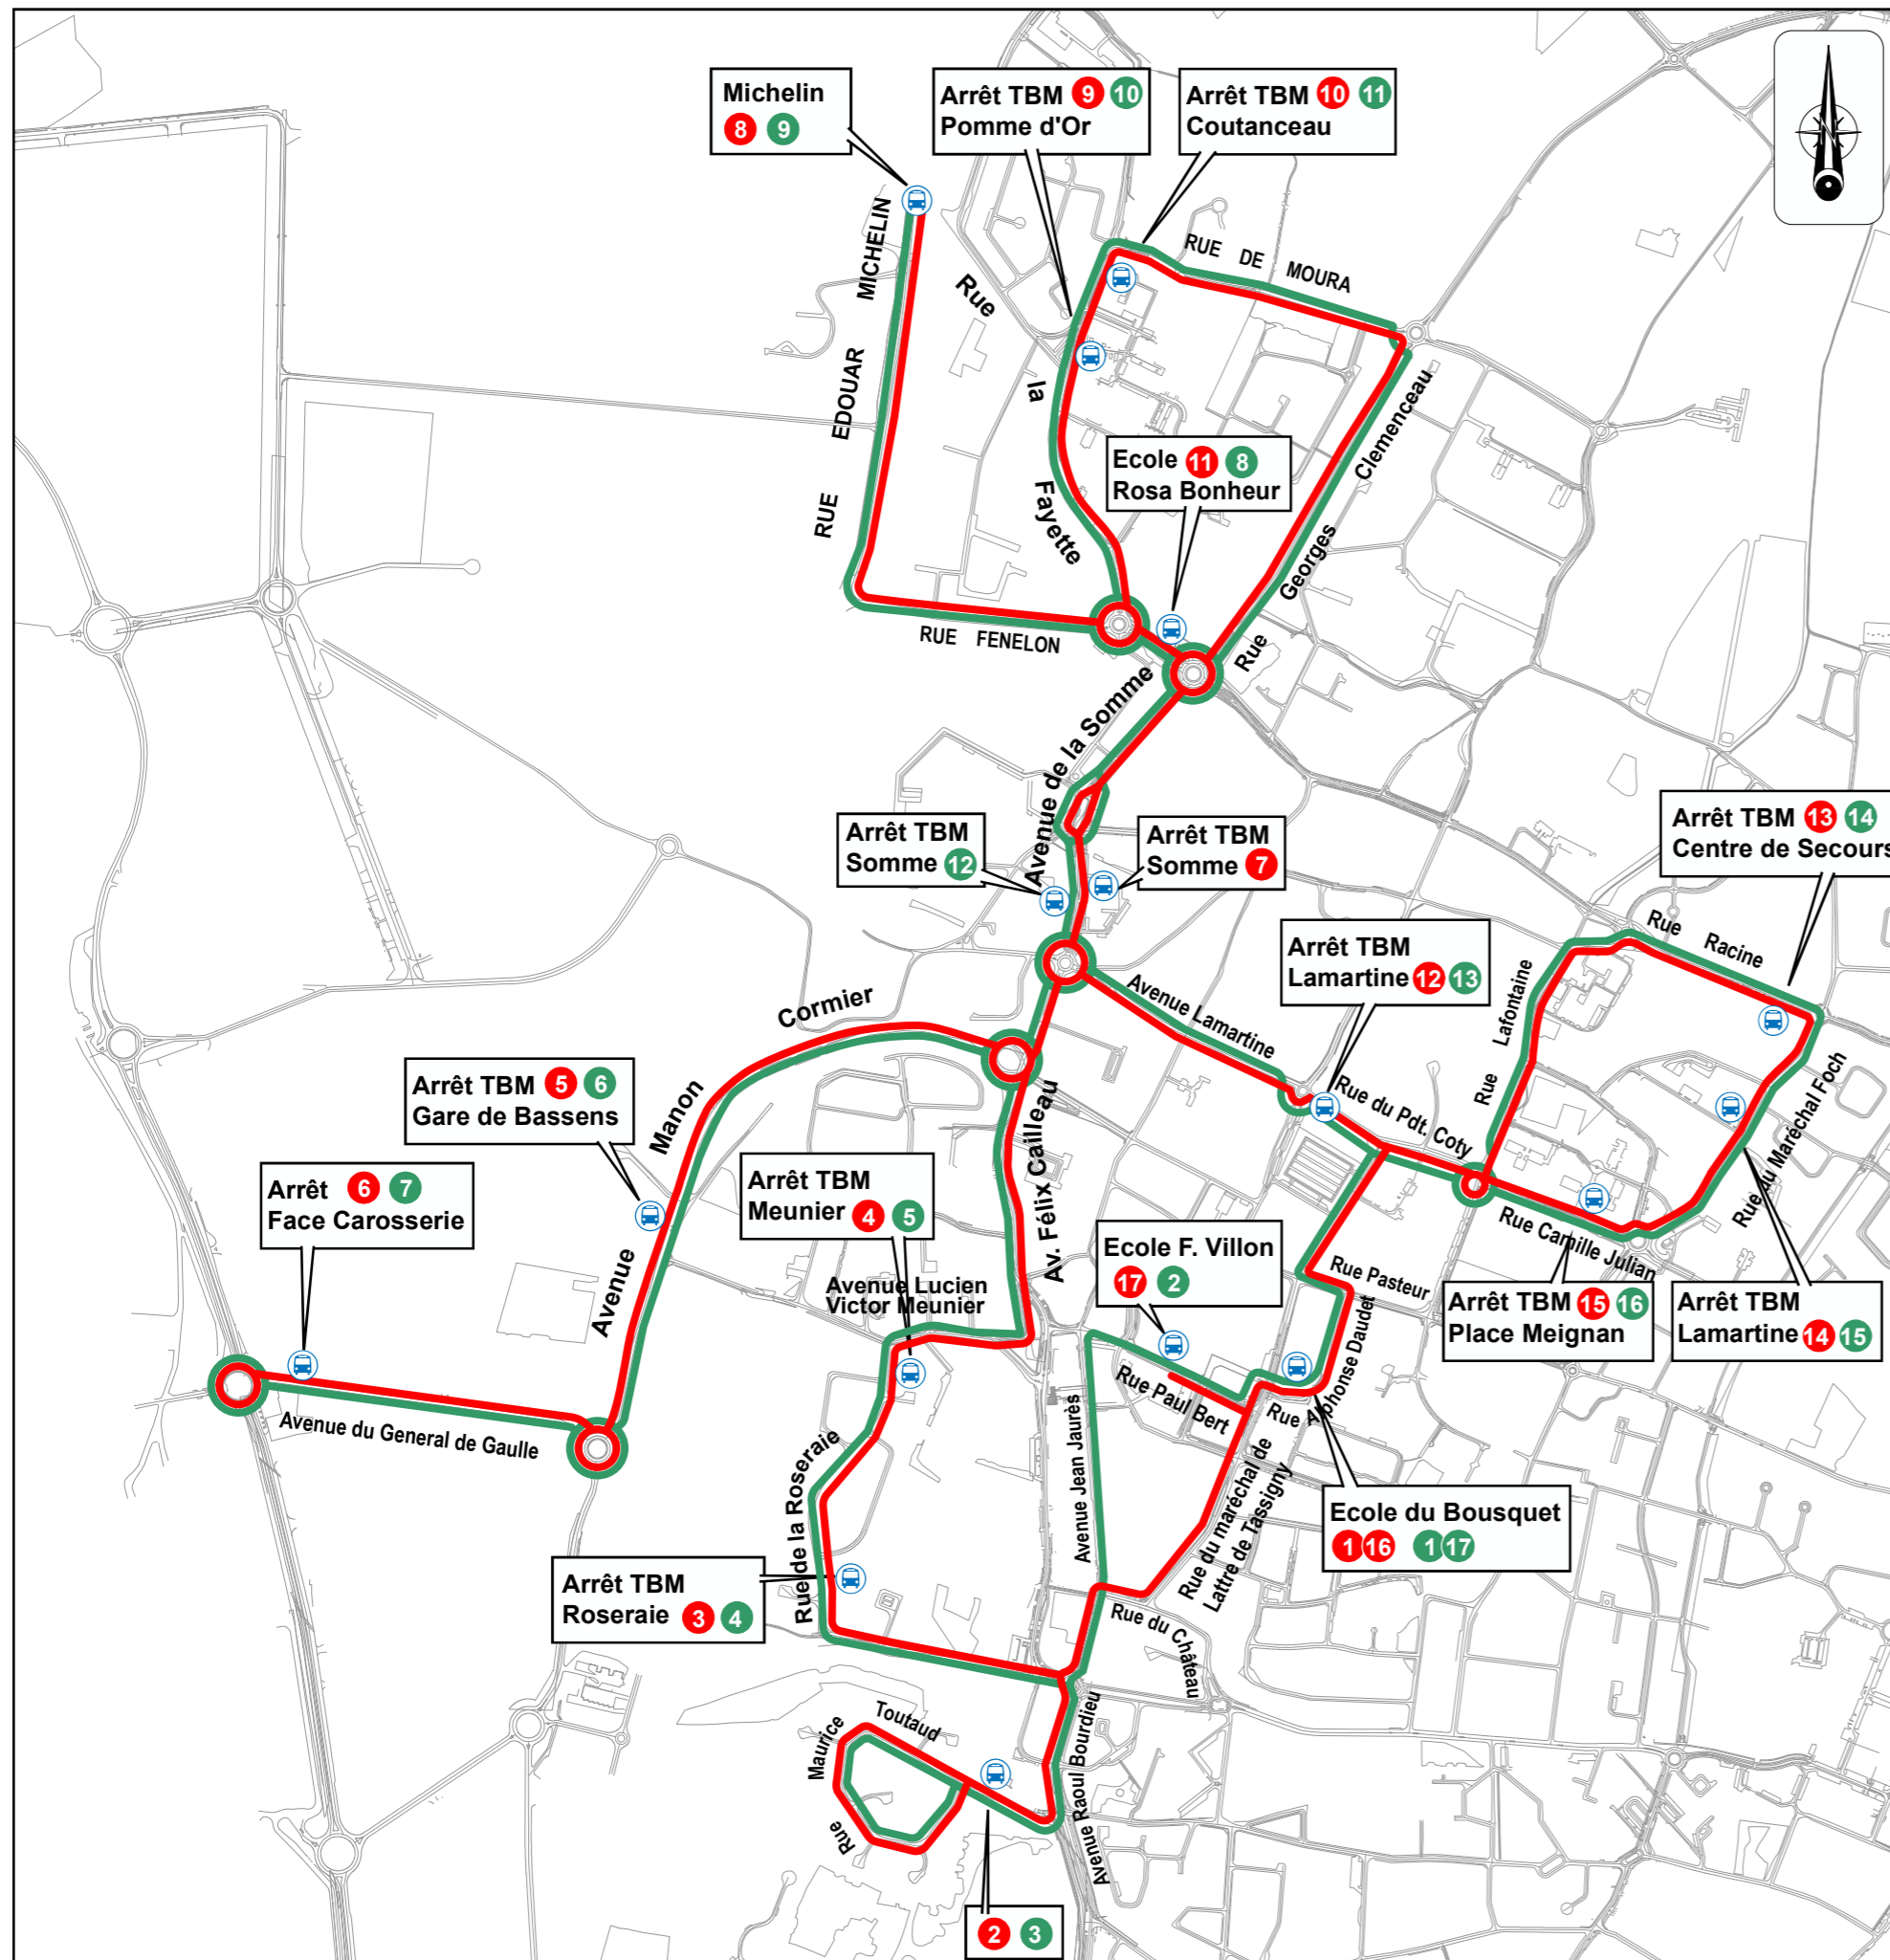 Michelin
8 9
Arrêt TBM 9 10
Pomme d'Or
Arrêt TBM 10 11
Coutanceau
N
RUE EDOUAR MICHELIN
RUE DE MOURA
Rue la Fayette
Ecole 11 8
Rosa Bonheur
Rue Georges Clemenceau
RUE FENELON
Avenue de la Somme
Arrêt TBM
Somme 12
Arrêt TBM
Somme 7
Arrêt TBM 13 14
Centre de Secours
Arrêt TBM
Lamartine 12 13
Rue Racine
Rue Lafontaine
Avenue Lamartine
Avenue Manon Cormier
Rue du Pdt. Coty
Rue du Maréchal Foch
Arrêt TBM 5 6
Gare de Bassens
Arrêt 6 7
Face Carosserie
Arrêt TBM
Meunier 4 5
Av. Félix Cailleau
Ecole F. Villon
17 2
Rue Camille Julian
Rue Pasteur
Avenue Lucien
Victor Meunier
Arrêt TBM 15 16
Place Meignan
Arrêt TBM
Lamartine 14 15
Rue Alphonse Daudet
Rue Paul Bert
Avenue du General de Gaulle
Avenue Jean Jaurès
Rue de la Roseraie
Rue du maréchal de
Lattre de Tassigny
Ecole du Bousquet
1 16 1 17
Arrêt TBM
Roseraie 3 4
Rue du Château
Rue Maurice Toutaud
Avenue Raoul Bourdieu
2 3